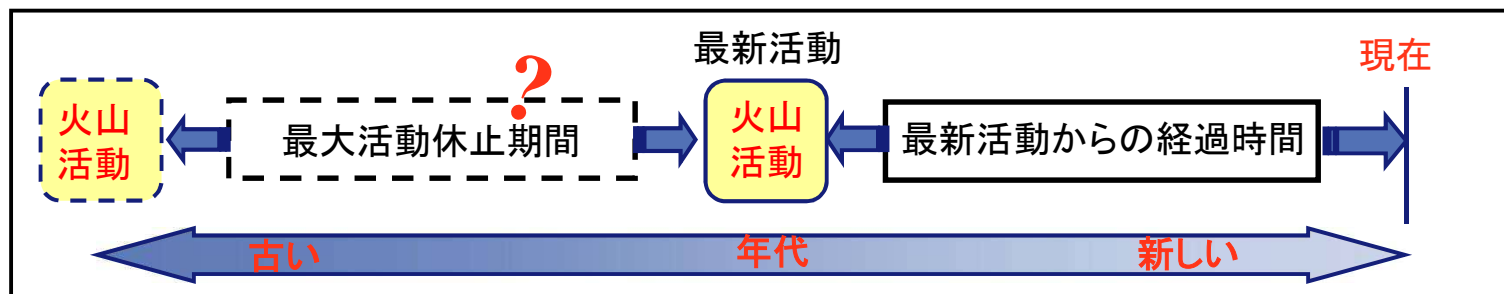 最新活動
現在
火山
活動
?
最大活動休止期間
火山
活動
最新活動からの経過時間
古い
年代
新しい